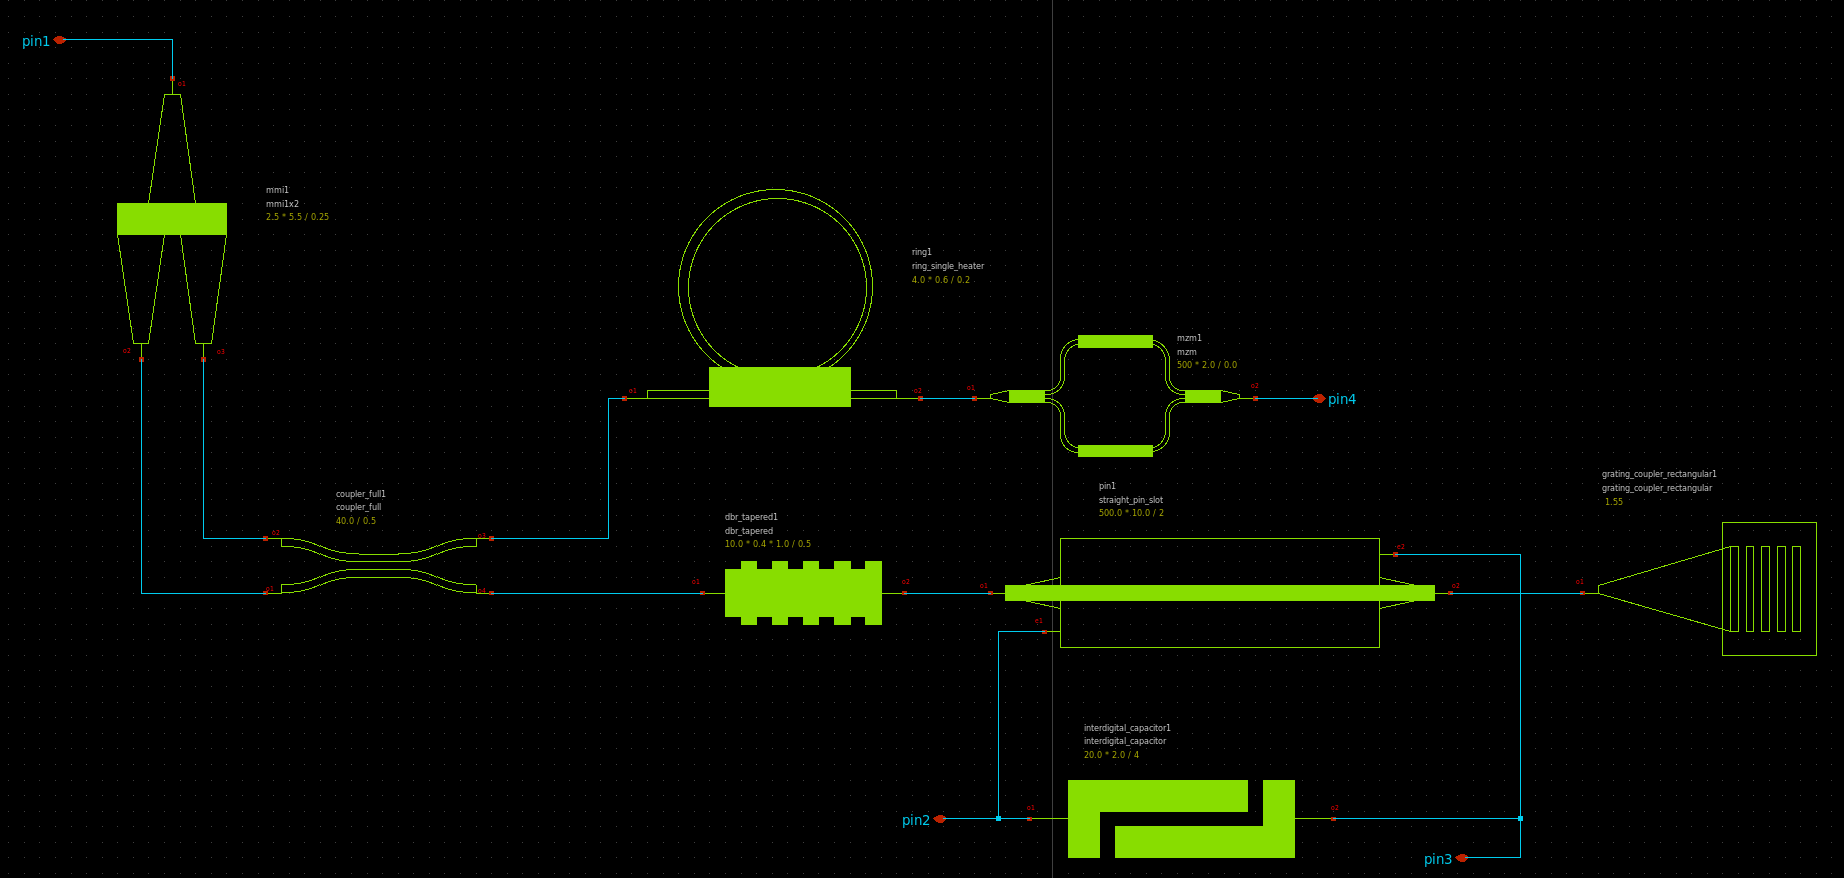 pin1
o1
mmi1
mmi1x2
2.5 * 5.5 / 0.25
o2
o3
ring1
ring_single_heater
4.0 * 0.6 / 0.2
o1
o2
o1
mzm1
mzm
500 * 2.0 / 0.0
o2
pin4
coupler_full1
coupler_full
40.0 / 0.5
o2
o3
o4
dbr_tapered1
dbr_tapered
10.0 * 0.4 * 1.0 / 0.5
o1
o2
pin1
straight_pin_slot
500.0 * 10.0 / 2
o1
o2
e2
e1
grating_coupler_rectangular1
grating_coupler_rectangular
1.55
o1
interdigital_capacitor1
interdigital_capacitor
20.0 * 2.0 / 4
pin2
e1
e2
pin3